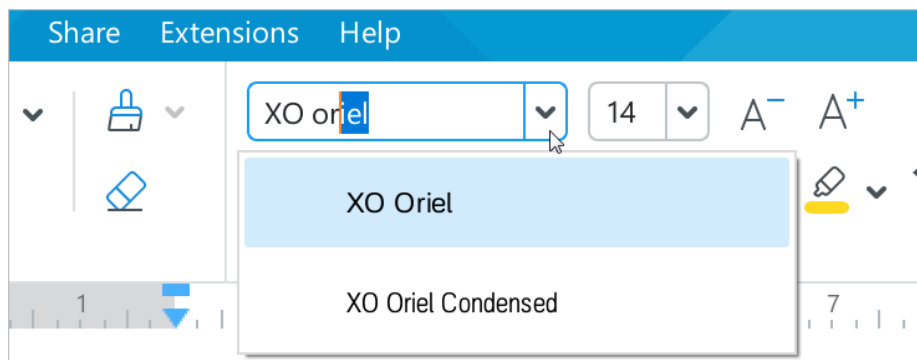 Share Extensions Help
XO oriel 14 A− A+
XO Oriel
XO Oriel Condensed
1 7